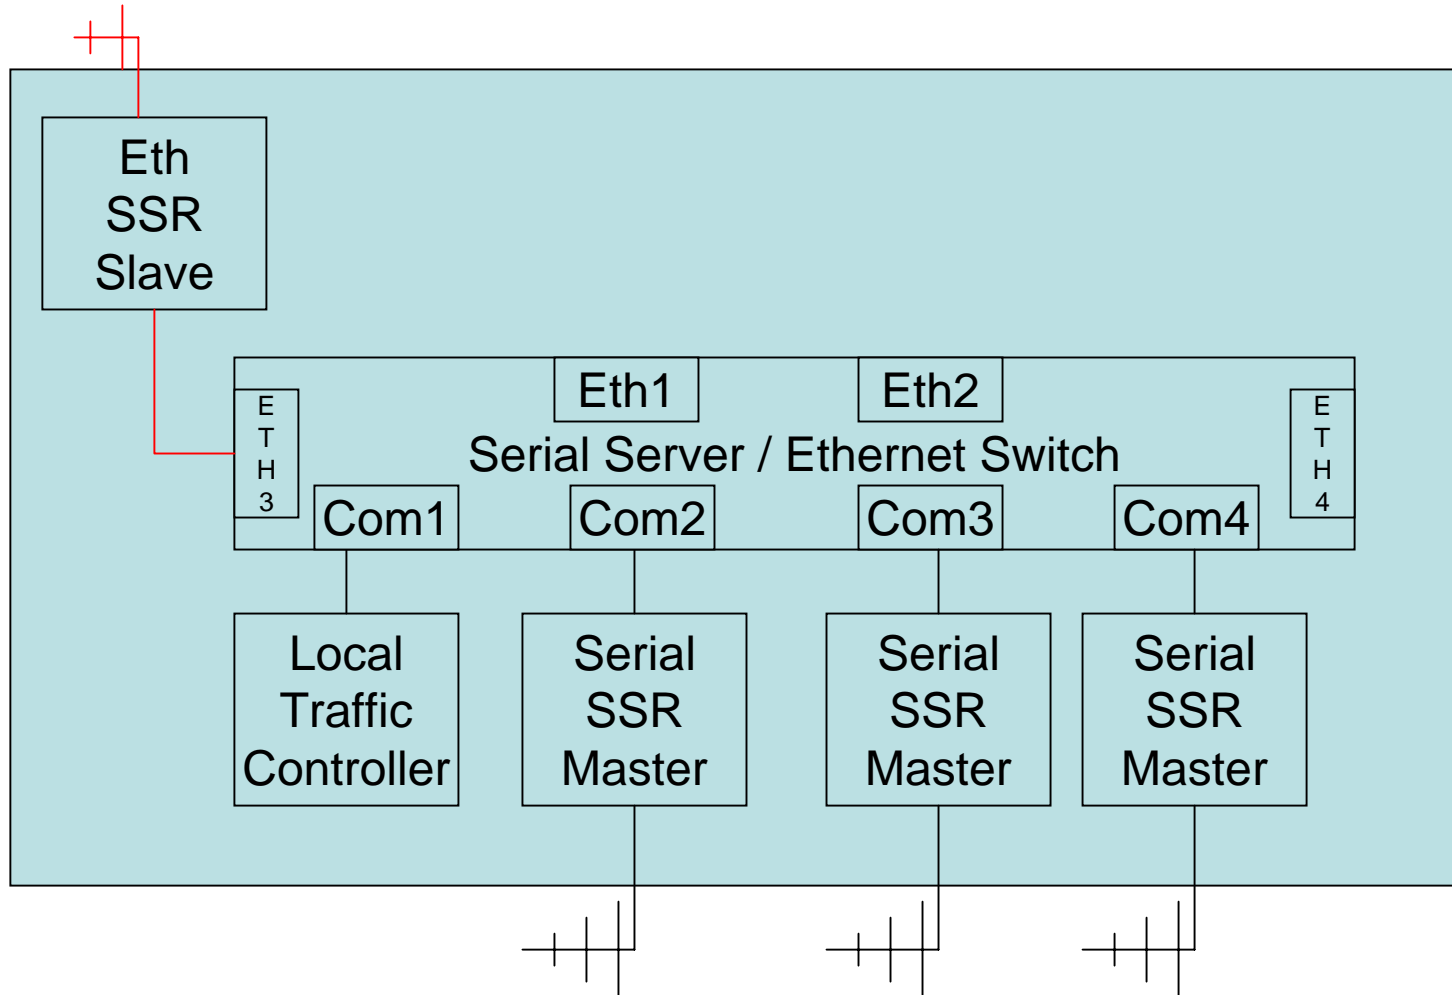 Eth
SSR
Slave
Eth1
Eth2
E
T
H
3
E
T
H
4
Serial Server / Ethernet Switch
Com1
Com2
Com3
Com4
Local
Traffic
Controller
Serial
SSR
Master
Serial
SSR
Master
Serial
SSR
Master